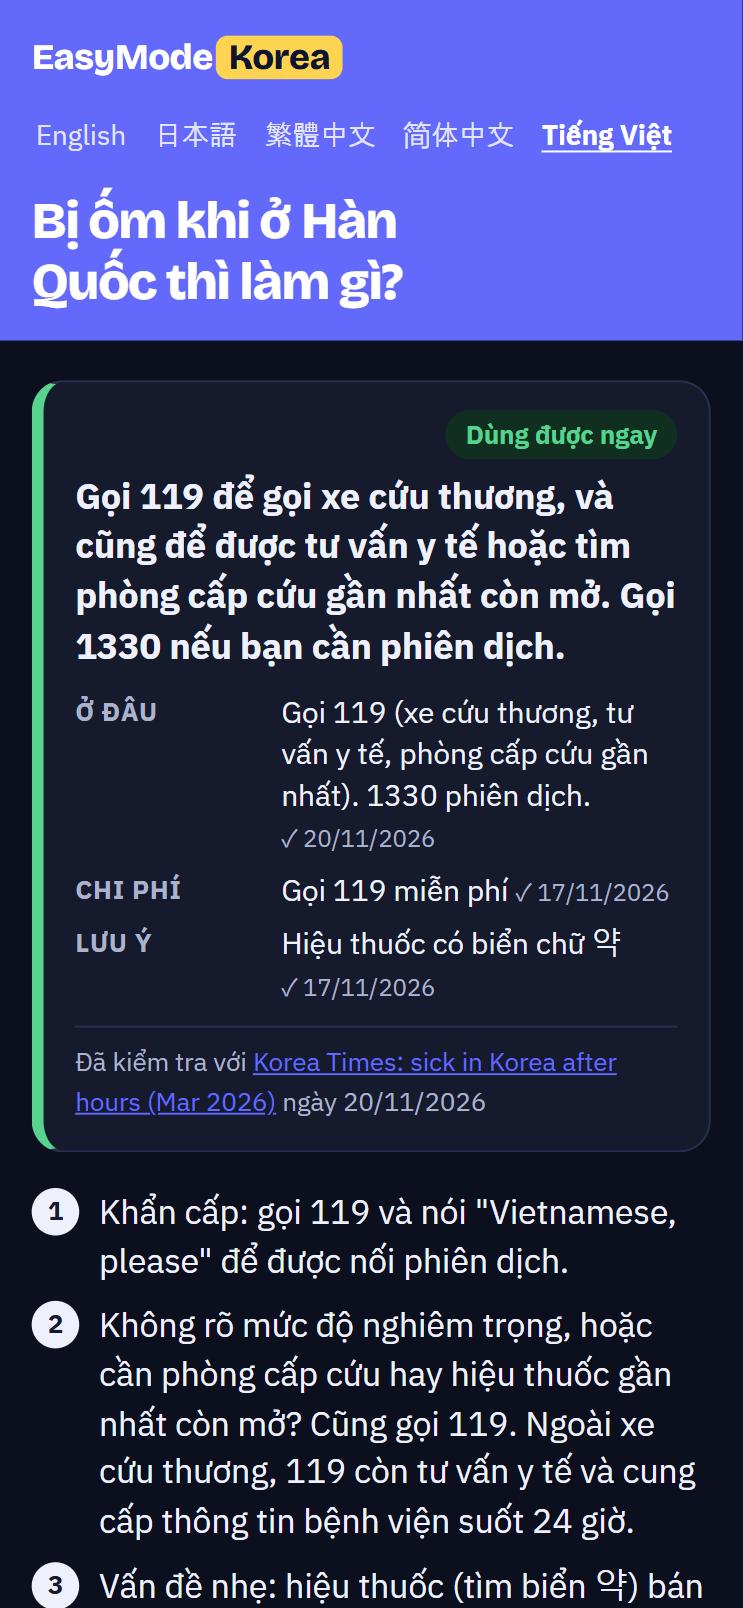 EasyMode Korea
English 日本語 繁體中文 简体中文 Tiếng Việt
Bị ốm khi ở Hàn
Quốc thì làm gì?
Dùng được ngay
Gọi 119 để gọi xe cứu thương, và
cũng để được tư vấn y tế hoặc tìm
phòng cấp cứu gần nhất còn mở. Gọi
1330 nếu bạn cần phiên dịch.
Ở ĐÂU
Gọi 119 (xe cứu thương, tư
vấn y tế, phòng cấp cứu gần
nhất). 1330 phiên dịch.
✓ 20/11/2026
CHI PHÍ
Gọi 119 miễn phí ✓ 17/11/2026
LƯU Ý
Hiệu thuốc có biển chữ 약
✓ 17/11/2026
Đã kiểm tra với Korea Times: sick in Korea after
hours (Mar 2026) ngày 20/11/2026
1 Khẩn cấp: gọi 119 và nói "Vietnamese,
please" để được nối phiên dịch.
2 Không rõ mức độ nghiêm trọng, hoặc
cần phòng cấp cứu hay hiệu thuốc gần
nhất còn mở? Cũng gọi 119. Ngoài xe
cứu thương, 119 còn tư vấn y tế và cung
cấp thông tin bệnh viện suốt 24 giờ.
3 Vấn đề nhẹ: hiệu thuốc (tìm biển 약) bán